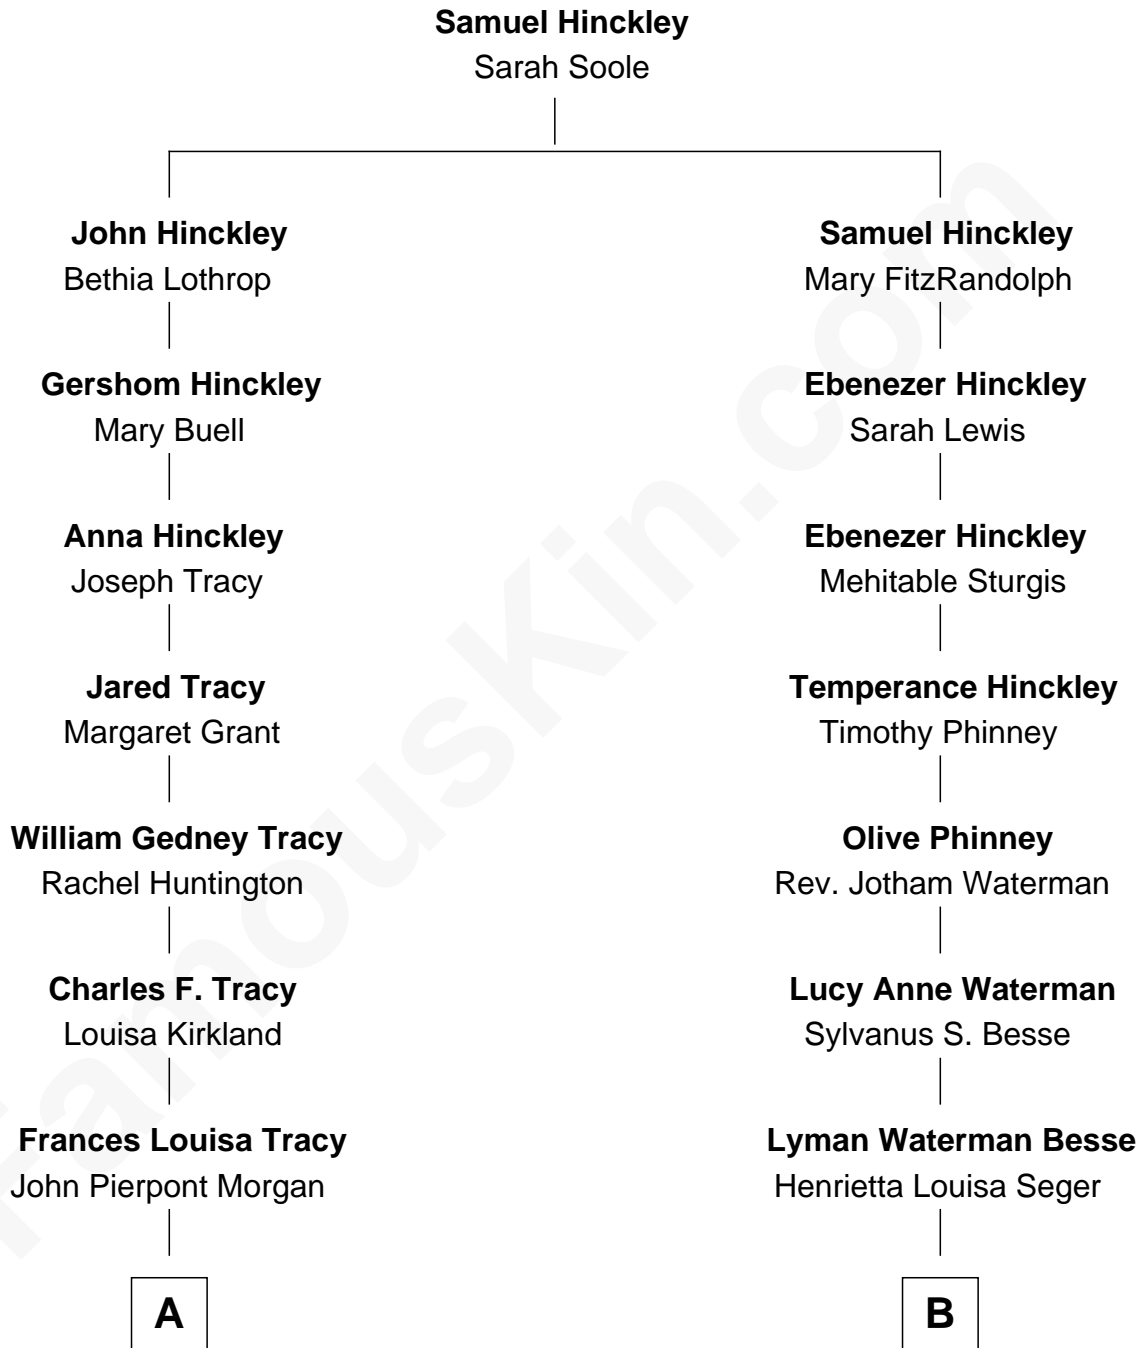 Samuel Hinckley
Sarah Soole
John Hinckley
Bethia Lothrop
Samuel Hinckley
Mary FitzRandolph
Gershom Hinckley
Mary Buell
Ebenezer Hinckley
Sarah Lewis
Anna Hinckley
Joseph Tracy
Ebenezer Hinckley
Mehitable Sturgis
Jared Tracy
Margaret Grant
Temperance Hinckley
Timothy Phinney
William Gedney Tracy
Rachel Huntington
Olive Phinney
Rev. Jotham Waterman
Charles F. Tracy
Louisa Kirkland
Lucy Anne Waterman
Sylvanus S. Besse
Frances Louisa Tracy
John Pierpont Morgan
Lyman Waterman Besse
Henrietta Louisa Seger
A
B
FamousKin.com